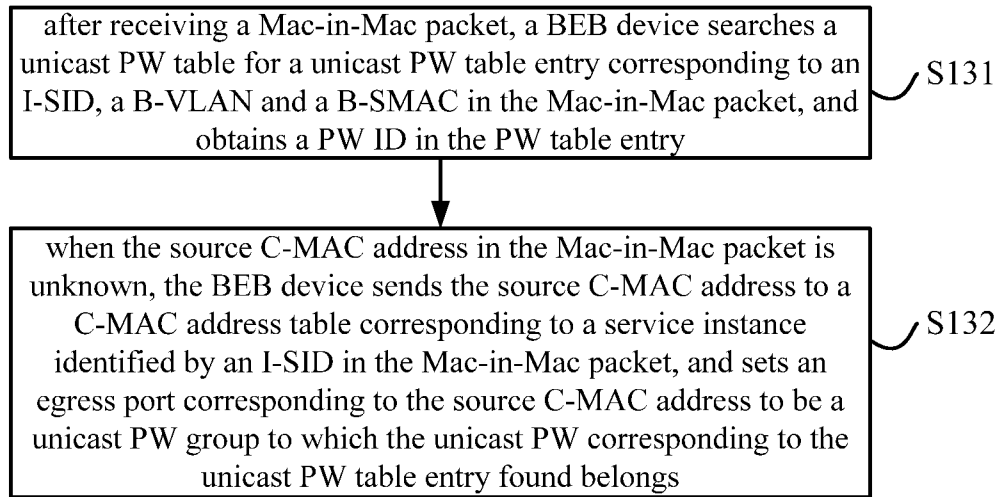 after receiving a Mac-in-Mac packet, a BEB device searches a
unicast PW table for a unicast PW table entry corresponding to an
I-SID, a B-VLAN and a B-SMAC in the Mac-in-Mac packet, and
obtains a PW ID in the PW table entry
S131
when the source C-MAC address in the Mac-in-Mac packet is
unknown, the BEB device sends the source C-MAC address to a
C-MAC address table corresponding to a service instance
identified by an I-SID in the Mac-in-Mac packet, and sets an
egress port corresponding to the source C-MAC address to be a
unicast PW group to which the unicast PW corresponding to the
unicast PW table entry found belongs
S132